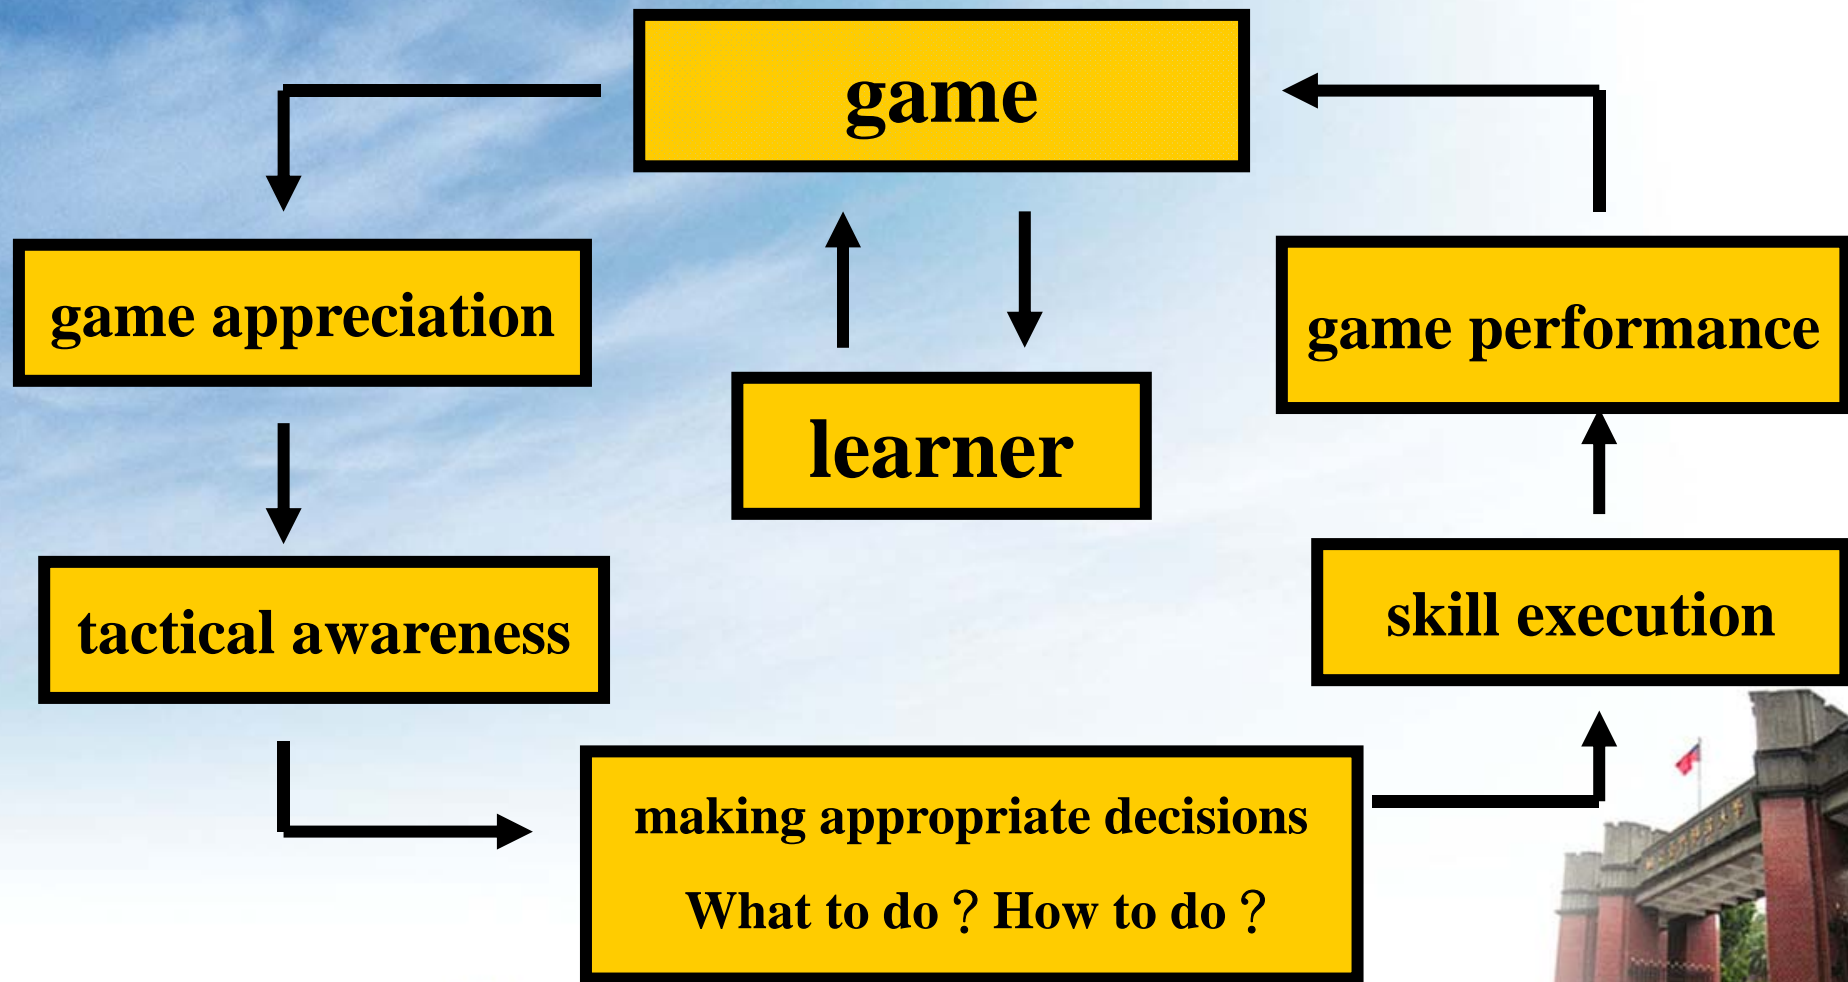 game
game appreciation
learner
game performance
tactical awareness
skill execution
making appropriate decisions
What to do？How to do？